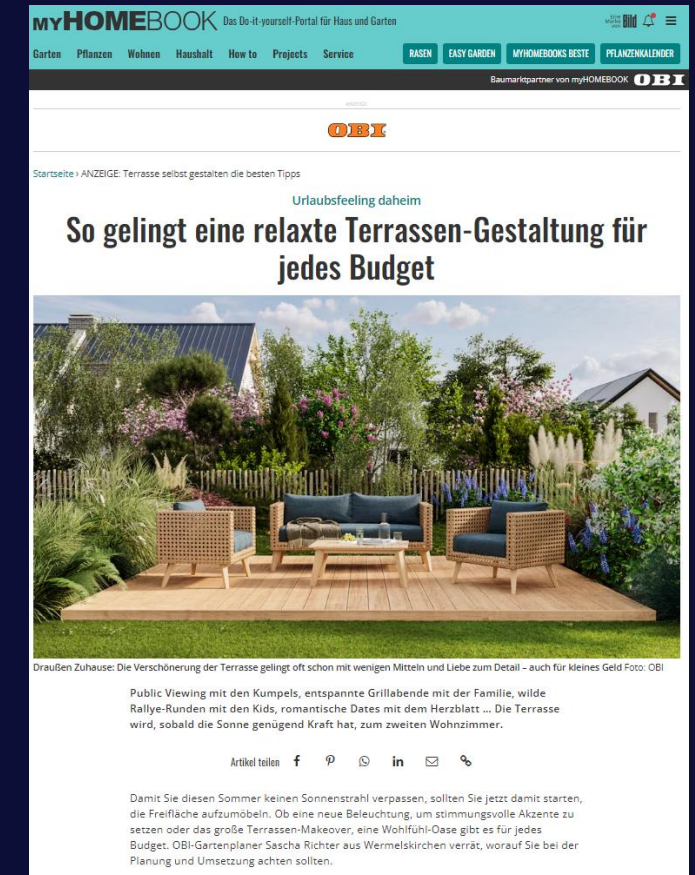 MYHOMEBOOK Das Do-it-yourself-Portal für Haus und Garten
Eine Marke von Bild
Garten Pflanzen Wohnen Haushalt How to Projects Service RASEN EASY GARDEN MYHOMEBOOKS BESTE PFLANZENKALENDER
Baumarktpartner von myHOMEBOOK OBI
ANZEIGE
OBI
Startseite › ANZEIGE: Terrasse selbst gestalten die besten Tipps
Urlaubsfeeling daheim
So gelingt eine relaxte Terrassen-Gestaltung für
jedes Budget
Draußen Zuhause: Die Verschönerung der Terrasse gelingt oft schon mit wenigen Mitteln und Liebe zum Detail – auch für kleines Geld Foto: OBI
Public Viewing mit den Kumpels, entspannte Grillabende mit der Familie, wilde
Rallye-Runden mit den Kids, romantische Dates mit dem Herzblatt ... Die Terrasse
wird, sobald die Sonne genügend Kraft hat, zum zweiten Wohnzimmer.
Artikel teilen
Damit Sie diesen Sommer keinen Sonnenstrahl verpassen, sollten Sie jetzt damit starten,
die Freifläche aufzumöbeln. Ob eine neue Beleuchtung, um stimmungsvolle Akzente zu
setzen oder das große Terrassen-Makeover, eine Wohlfühl-Oase gibt es für jedes
Budget. OBI-Gartenplaner Sascha Richter aus Wermelskirchen verrät, worauf Sie bei der
Planung und Umsetzung achten sollten.